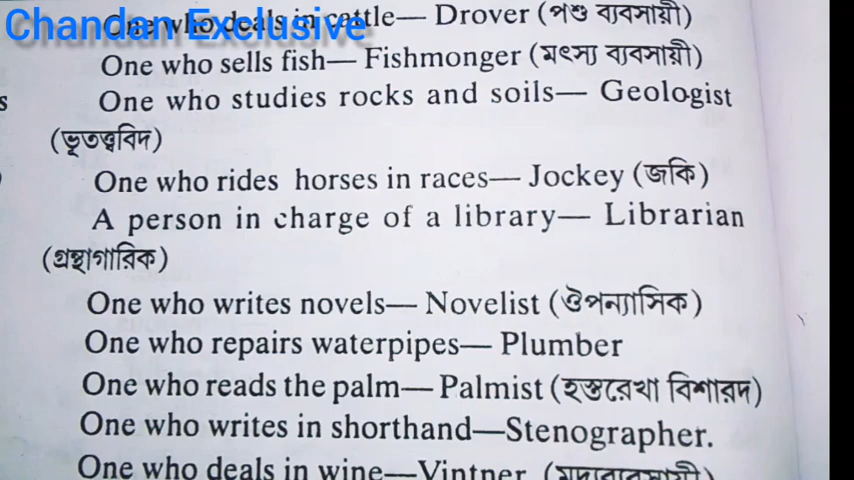 Chandan Exclusive
One who deals in cattle— Drover (পশু ব্যবসায়ী)
One who sells fish— Fishmonger (মৎস্য ব্যবসায়ী)
One who studies rocks and soils— Geologist
(ভূতত্ত্ববিদ)
One who rides horses in races— Jockey (জকি)
A person in charge of a library— Librarian
(গ্রন্থাগারিক)
One who writes novels— Novelist (ঔপন্যাসিক)
One who repairs waterpipes— Plumber
One who reads the palm— Palmist (হস্তরেখা বিশারদ)
One who writes in shorthand—Stenographer.
One who deals in wine—Vintner (মদ্যব্যবসায়ী)